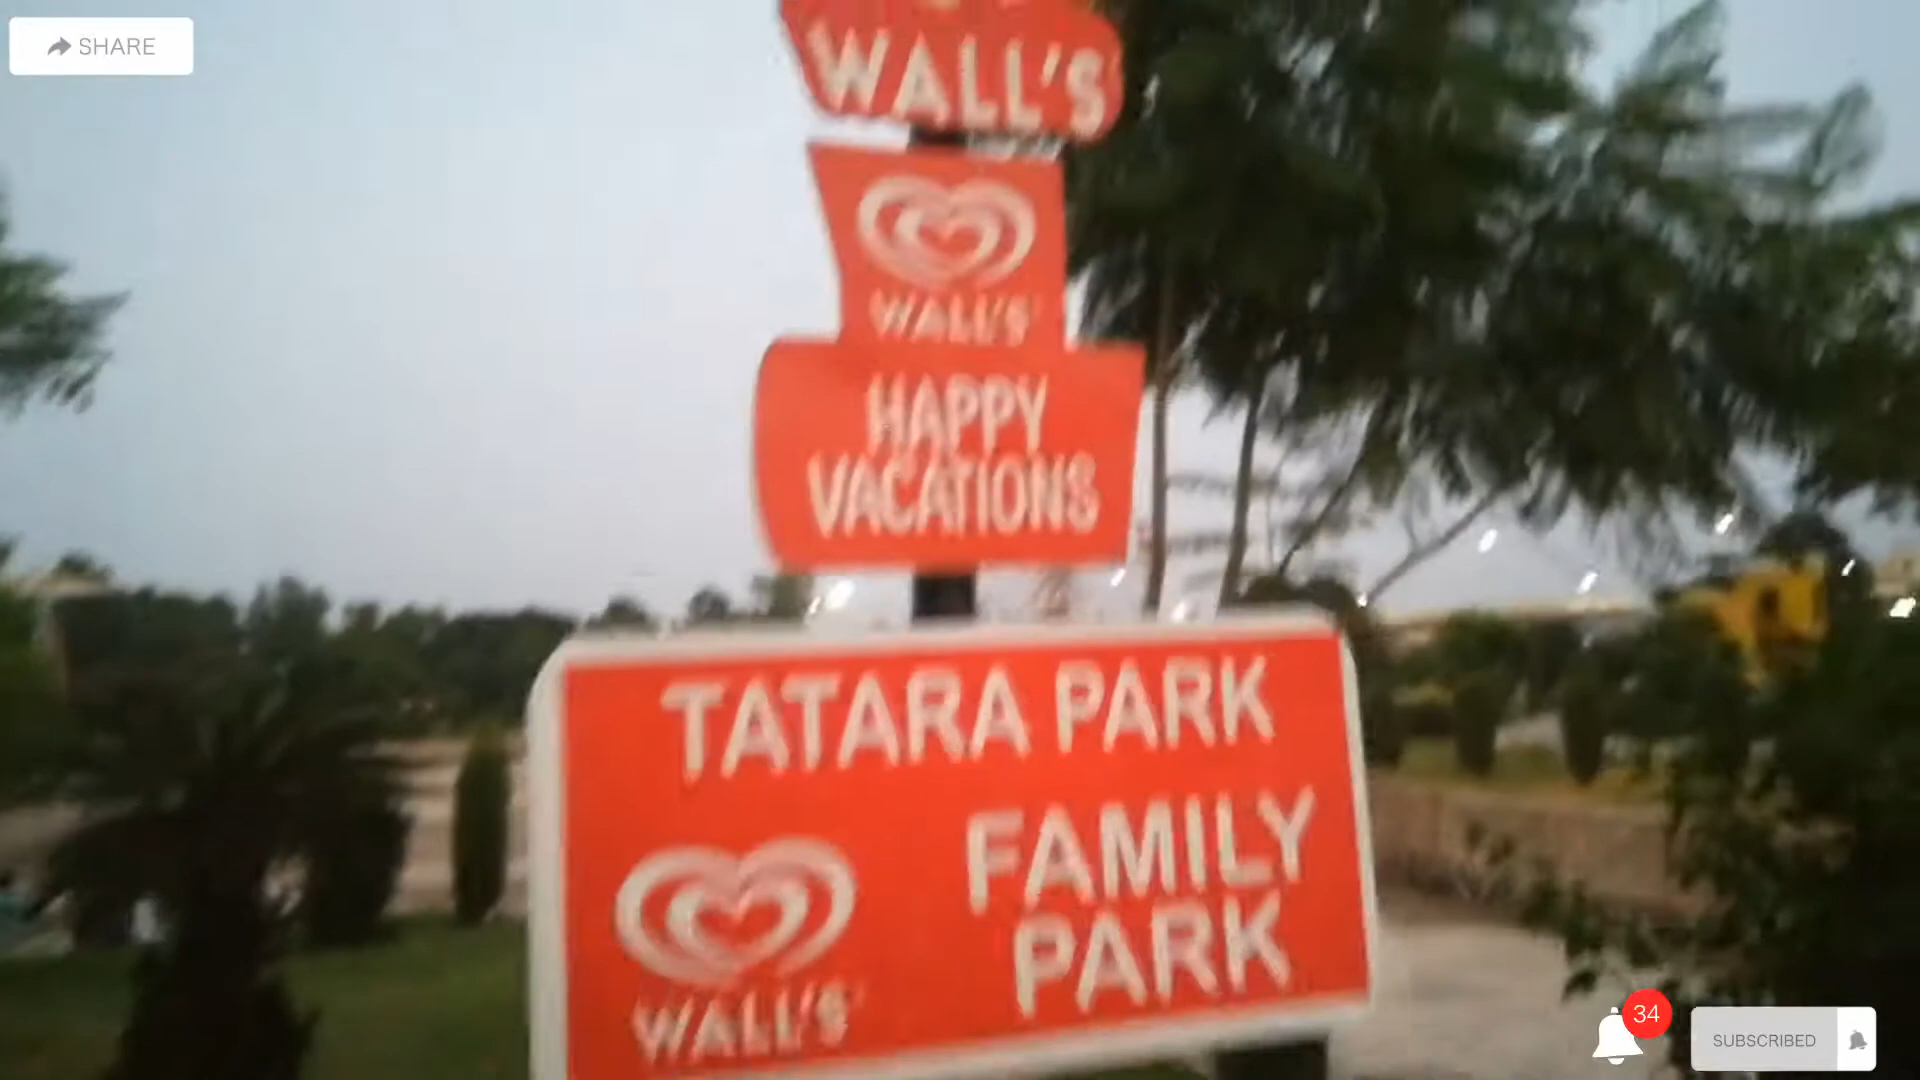 SHARE
WALL'S
WALL'S
HAPPY
VACATIONS
TATARA PARK
FAMILY
PARK
WALL'S
34
SUBSCRIBED